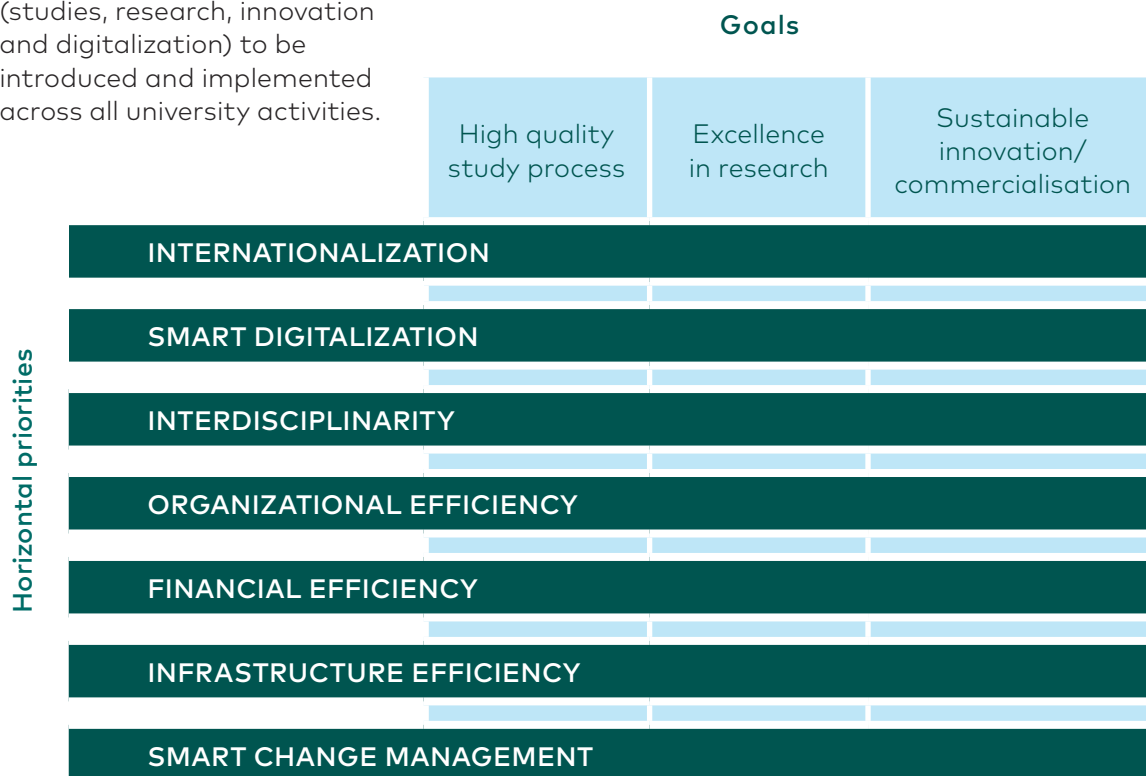 (studies, research, innovation
and digitalization) to be
introduced and implemented
across all university activities.
Goals
High quality
study process
Excellence
in research
Sustainable
innovation/
commercialisation
Horizontal priorities
INTERNATIONALIZATION
SMART DIGITALIZATION
INTERDISCIPLINARITY
ORGANIZATIONAL EFFICIENCY
FINANCIAL EFFICIENCY
INFRASTRUCTURE EFFICIENCY
SMART CHANGE MANAGEMENT